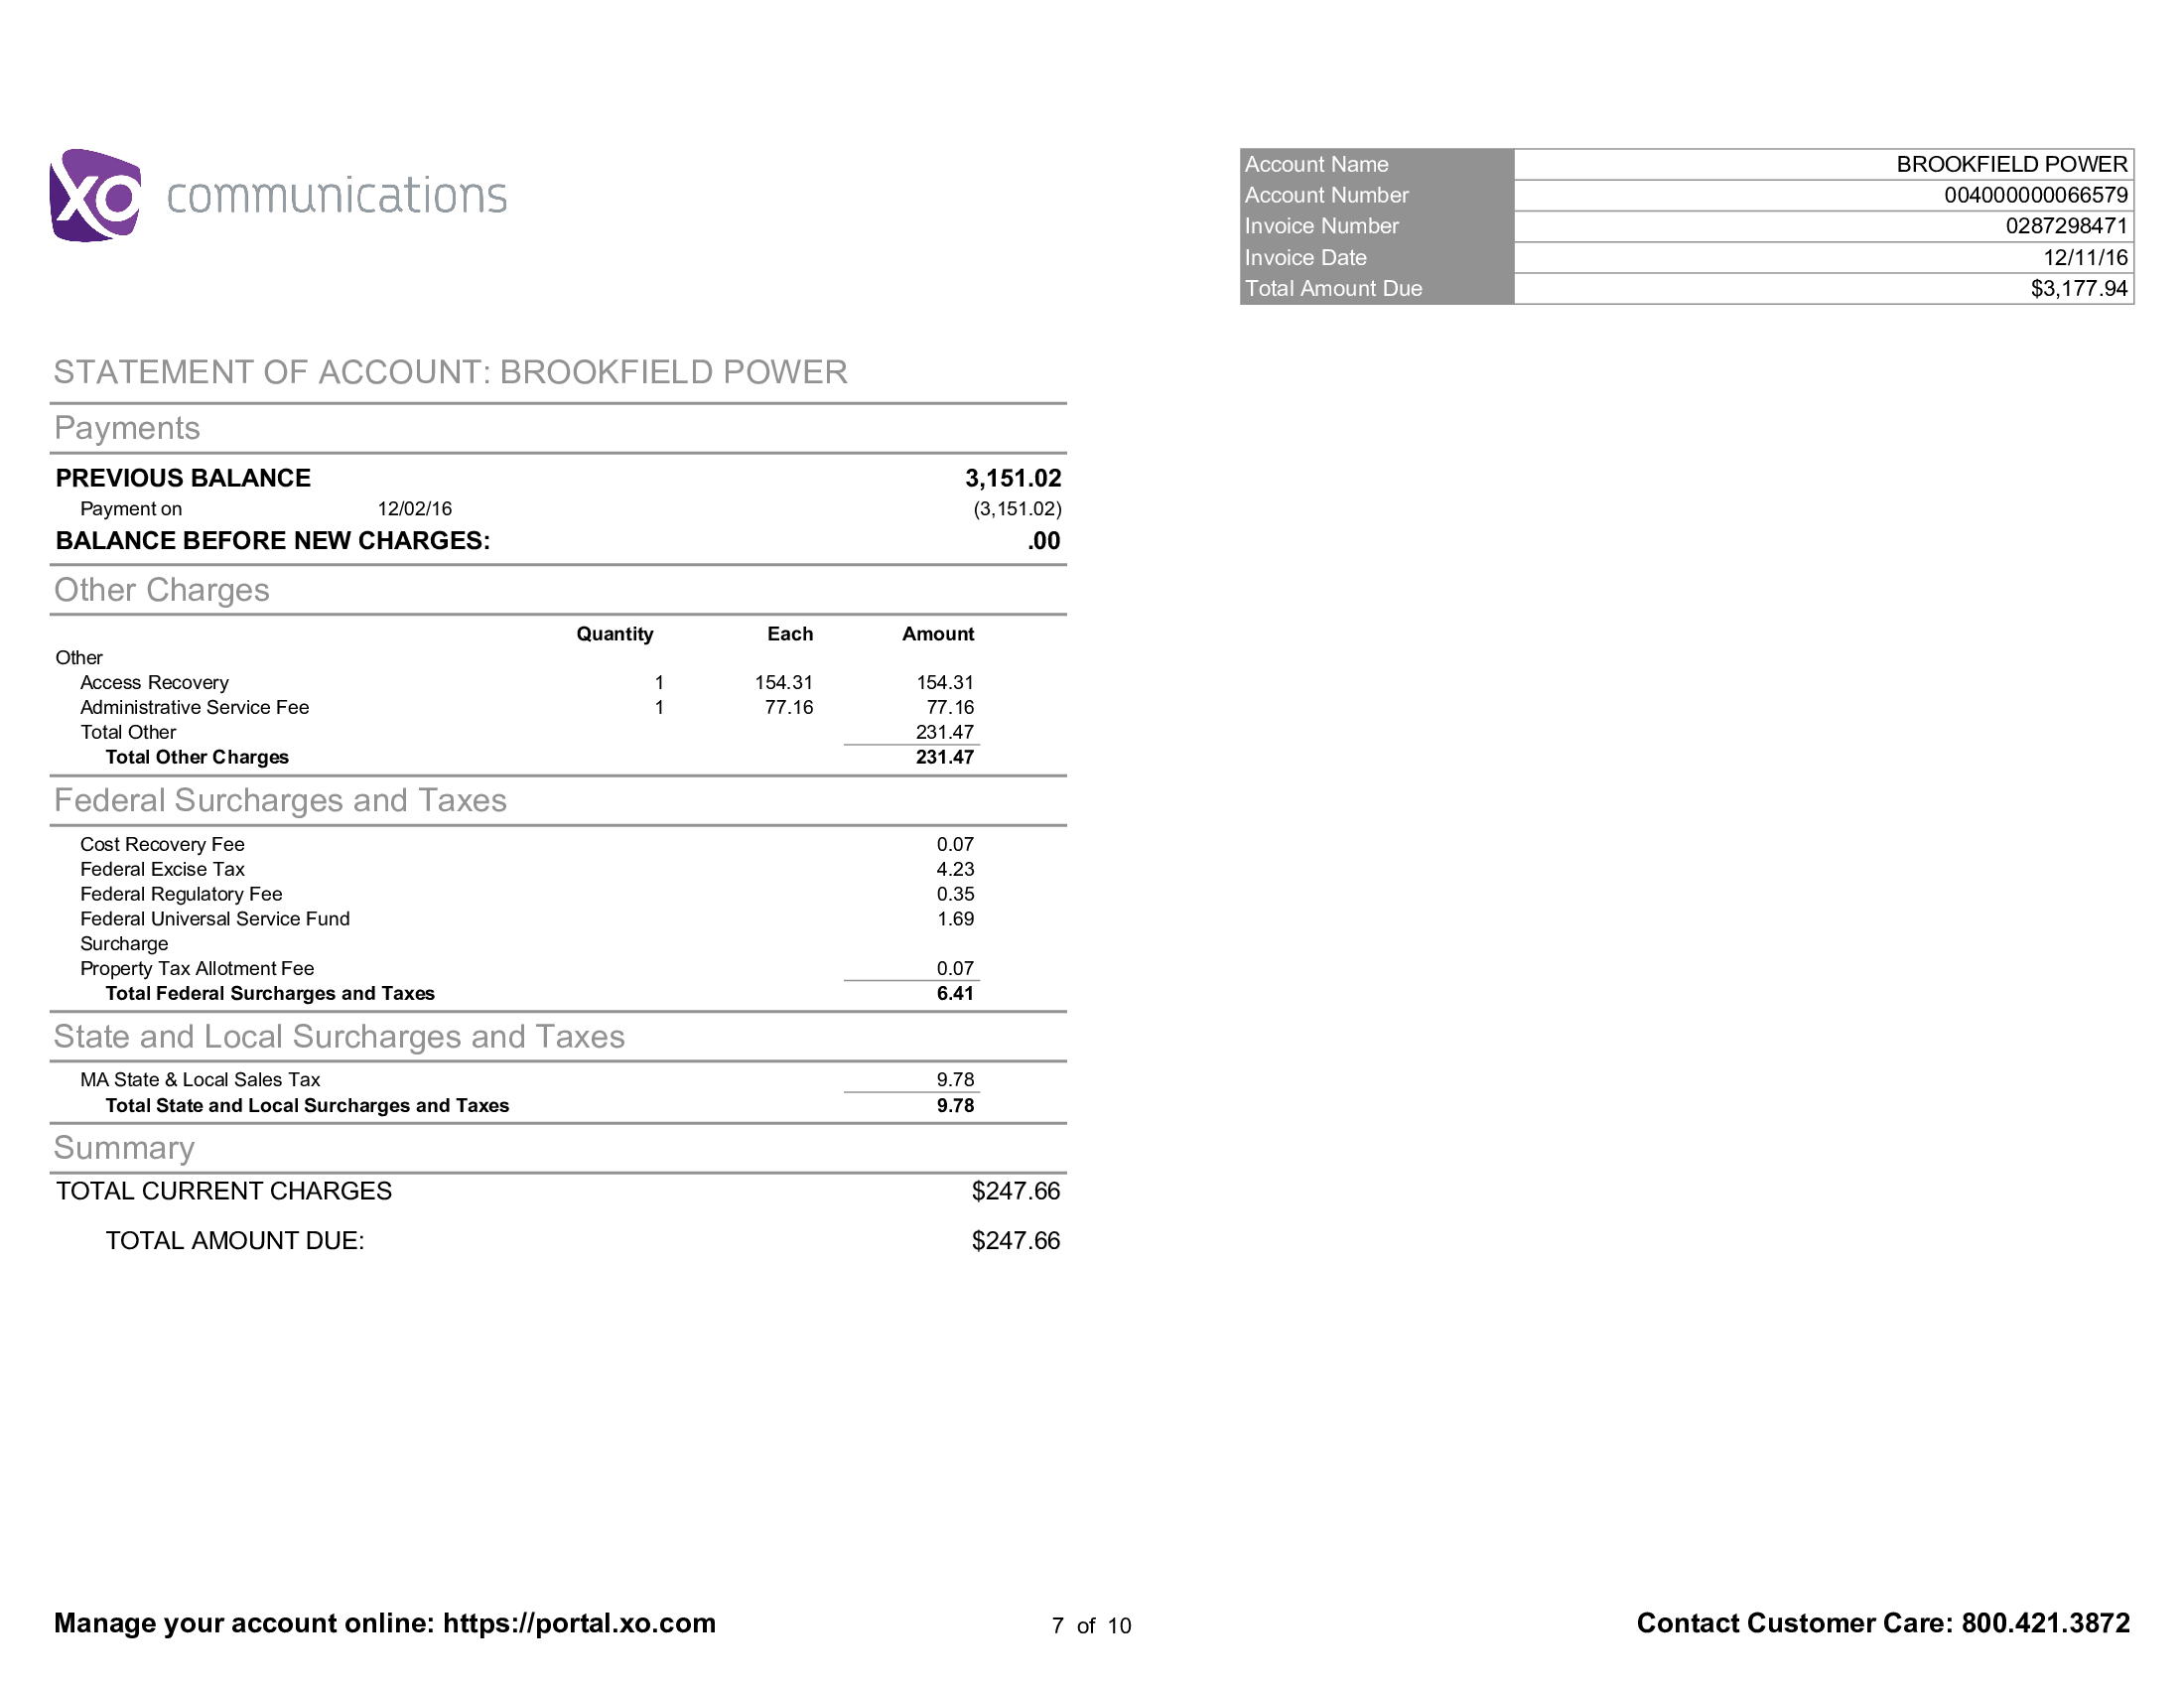 xo communications
Account Name BROOKFIELD POWER
Account Number 004000000066579
Invoice Number 0287298471
Invoice Date 12/11/16
Total Amount Due $3,177.94
STATEMENT OF ACCOUNT: BROOKFIELD POWER
Payments
PREVIOUS BALANCE 3,151.02
Payment on 12/02/16 (3,151.02)
BALANCE BEFORE NEW CHARGES: .00
Other Charges
Quantity Each Amount
Other
Access Recovery 1 154.31 154.31
Administrative Service Fee 1 77.16 77.16
Total Other 231.47
Total Other Charges 231.47
Federal Surcharges and Taxes
Cost Recovery Fee 0.07
Federal Excise Tax 4.23
Federal Regulatory Fee 0.35
Federal Universal Service Fund 1.69
Surcharge
Property Tax Allotment Fee 0.07
Total Federal Surcharges and Taxes 6.41
State and Local Surcharges and Taxes
MA State & Local Sales Tax 9.78
Total State and Local Surcharges and Taxes 9.78
Summary
TOTAL CURRENT CHARGES $247.66
TOTAL AMOUNT DUE: $247.66
Manage your account online: https://portal.xo.com 7 of 10 Contact Customer Care: 800.421.3872